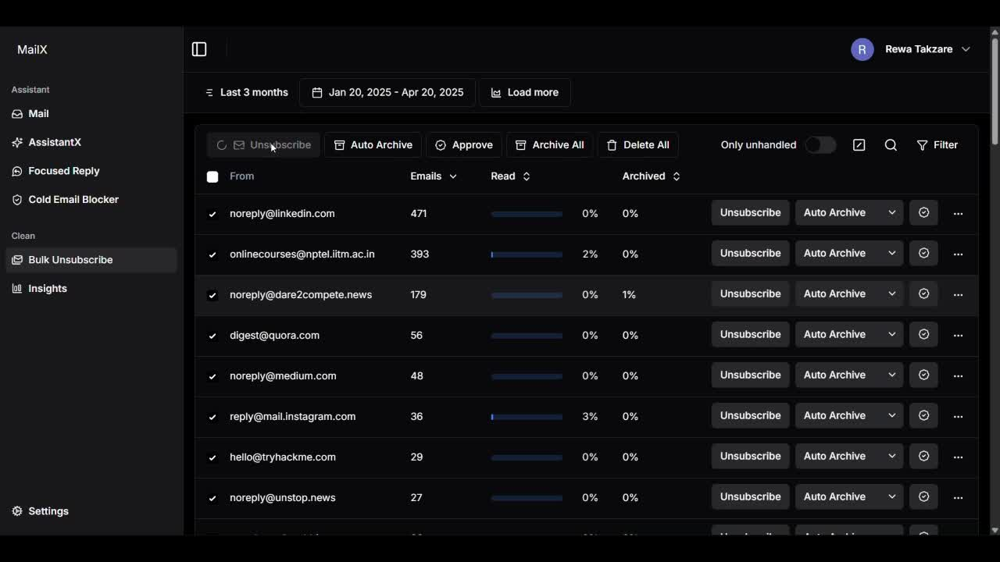 MailX
R Rewa Takzare
Assistant
Mail
AssistantX
Focused Reply
Cold Email Blocker
Clean
Bulk Unsubscribe
Insights
Settings
Last 3 months Jan 20, 2025 - Apr 20, 2025 Load more
Unsubscribe Auto Archive Approve Archive All Delete All Only unhandled Filter
From Emails Read Archived
noreply@linkedin.com 471 0% 0% Unsubscribe Auto Archive
onlinecourses@nptel.iitm.ac.in 393 2% 0% Unsubscribe Auto Archive
noreply@dare2compete.news 179 0% 1% Unsubscribe Auto Archive
digest@quora.com 56 0% 0% Unsubscribe Auto Archive
noreply@medium.com 48 0% 0% Unsubscribe Auto Archive
reply@mail.instagram.com 36 3% 0% Unsubscribe Auto Archive
hello@tryhackme.com 29 0% 0% Unsubscribe Auto Archive
noreply@unstop.news 27 0% 0% Unsubscribe Auto Archive